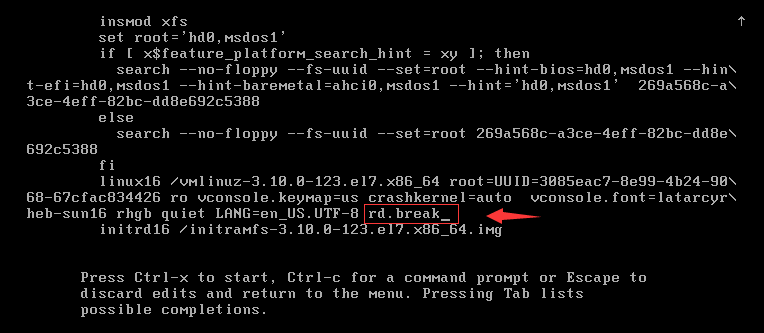 insmod xfs
set root='hd0,msdos1'
if [ x$feature_platform_search_hint = xy ]; then
search --no-floppy --fs-uuid --set=root --hint-bios=hd0,msdos1 --hin\
t-efi=hd0,msdos1 --hint-baremetal=ahci0,msdos1 --hint='hd0,msdos1'  269a568c-a\
3ce-4eff-82bc-dd8e692c5388
else
search --no-floppy --fs-uuid --set=root 269a568c-a3ce-4eff-82bc-dd8e\
692c5388
fi
linux16 /vmlinuz-3.10.0-123.el7.x86_64 root=UUID=3085eac7-8e99-4b24-90\
68-67cfac834426 ro vconsole.keymap=us crashkernel=auto  vconsole.font=latarcyr\
heb-sun16 rhgb quiet LANG=en_US.UTF-8 rd.break_
initrd16 /initramfs-3.10.0-123.el7.x86_64.img
Press Ctrl-x to start, Ctrl-c for a command prompt or Escape to
discard edits and return to the menu. Pressing Tab lists
possible completions.